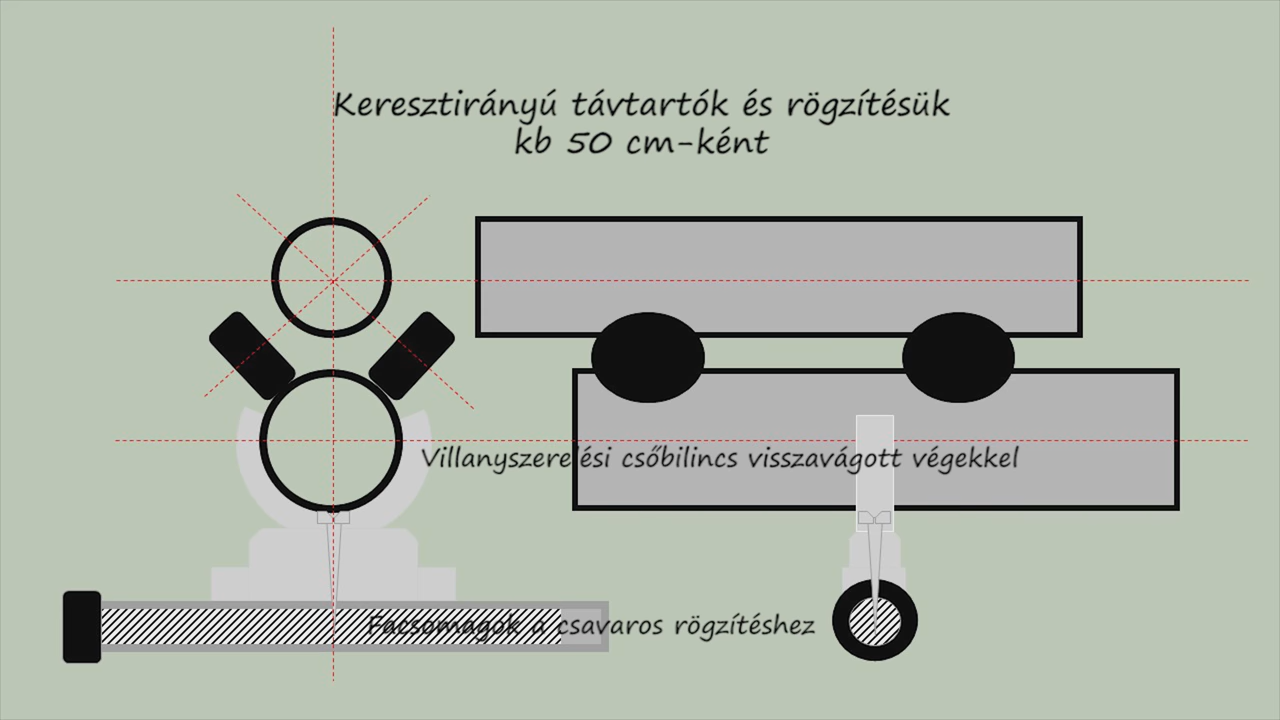 Keresztirányú távtartók és rögzítésük
kb 50 cm-ként
Villanyszerelési csőbilincs visszavágott végekkel
Facsomagok a csavaros rögzítéshez